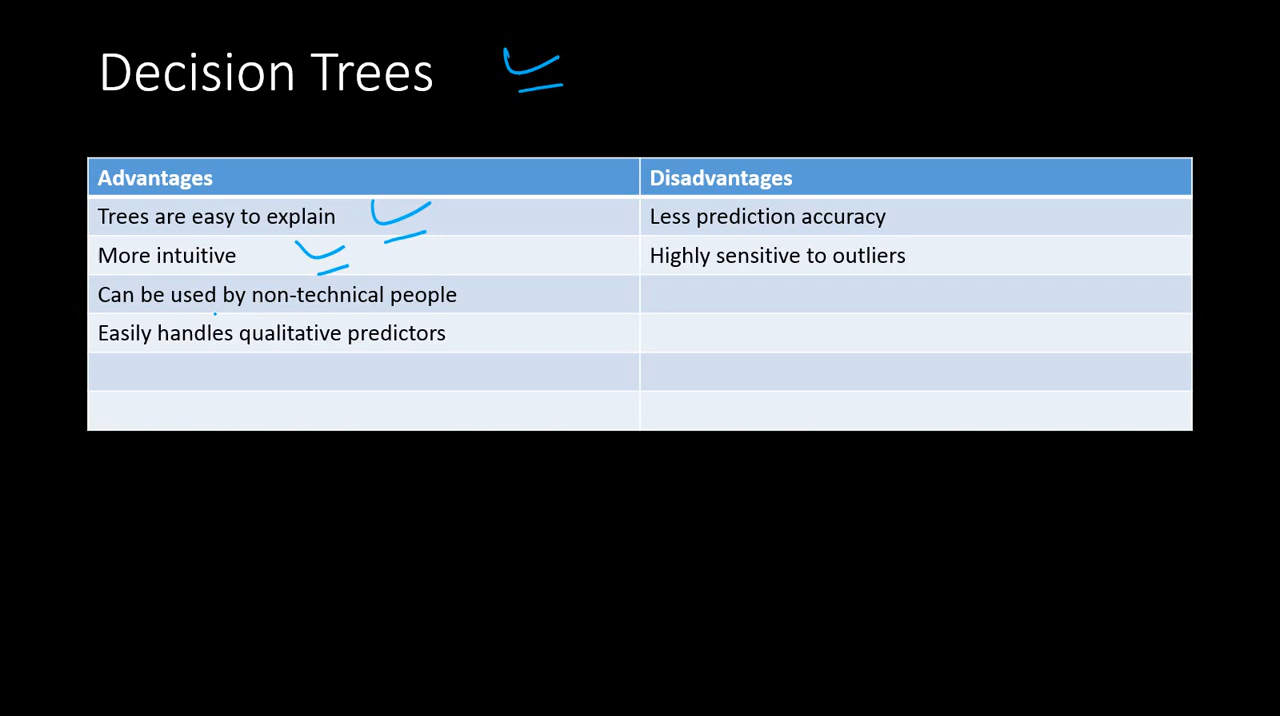 Decision Trees
Advantages Disadvantages
Trees are easy to explain Less prediction accuracy
More intuitive Highly sensitive to outliers
Can be used by non-technical people
Easily handles qualitative predictors